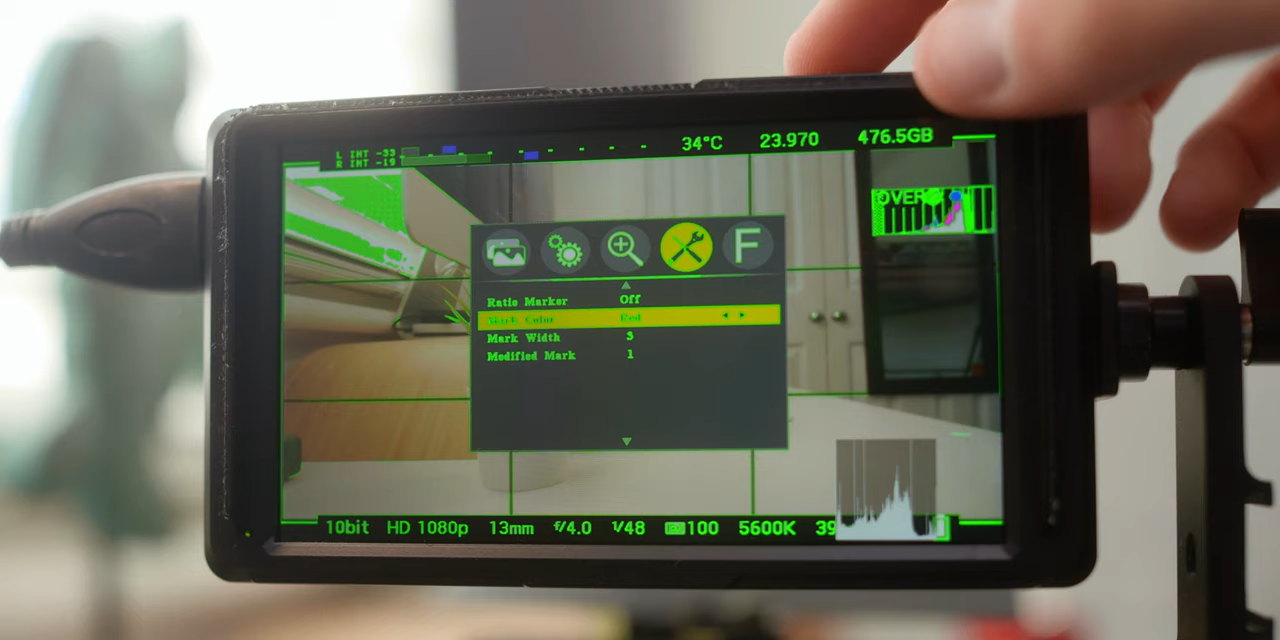 L INT -33
R INT -19
34°C 23.970 476.5GB
OVER
F
Ratio Marker Off
Mark Color Red
Mark Width 3
Modified Mark 1
10bit HD 1080p 13mm f/4.0 1/48 100 5600K 39